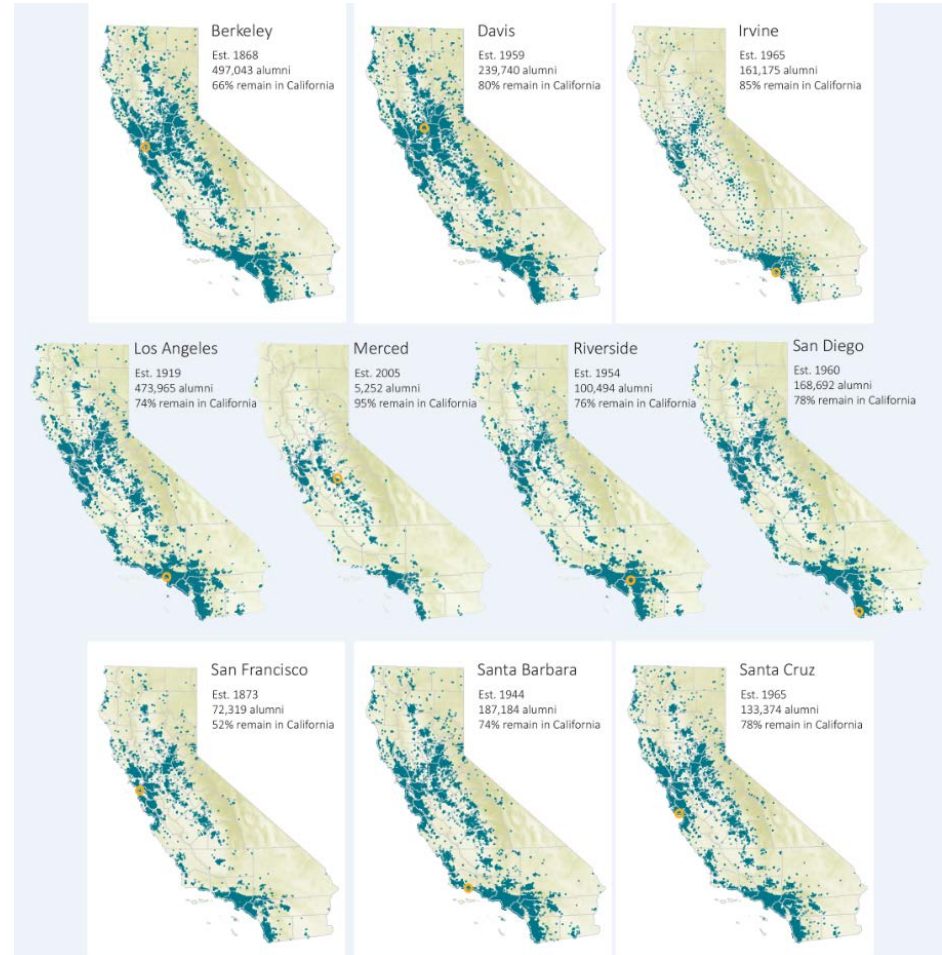 Berkeley
Est. 1868
497,043 alumni
66% remain in California
Davis
Est. 1959
239,740 alumni
80% remain in California
Irvine
Est. 1965
161,175 alumni
85% remain in California
Los Angeles
Est. 1919
473,965 alumni
74% remain in California
Merced
Est. 2005
5,252 alumni
95% remain in California
Riverside
Est. 1954
100,494 alumni
76% remain in California
San Diego
Est. 1960
168,692 alumni
78% remain in California
San Francisco
Est. 1873
72,319 alumni
52% remain in California
Santa Barbara
Est. 1944
187,184 alumni
74% remain in California
Santa Cruz
Est. 1965
133,374 alumni
78% remain in California